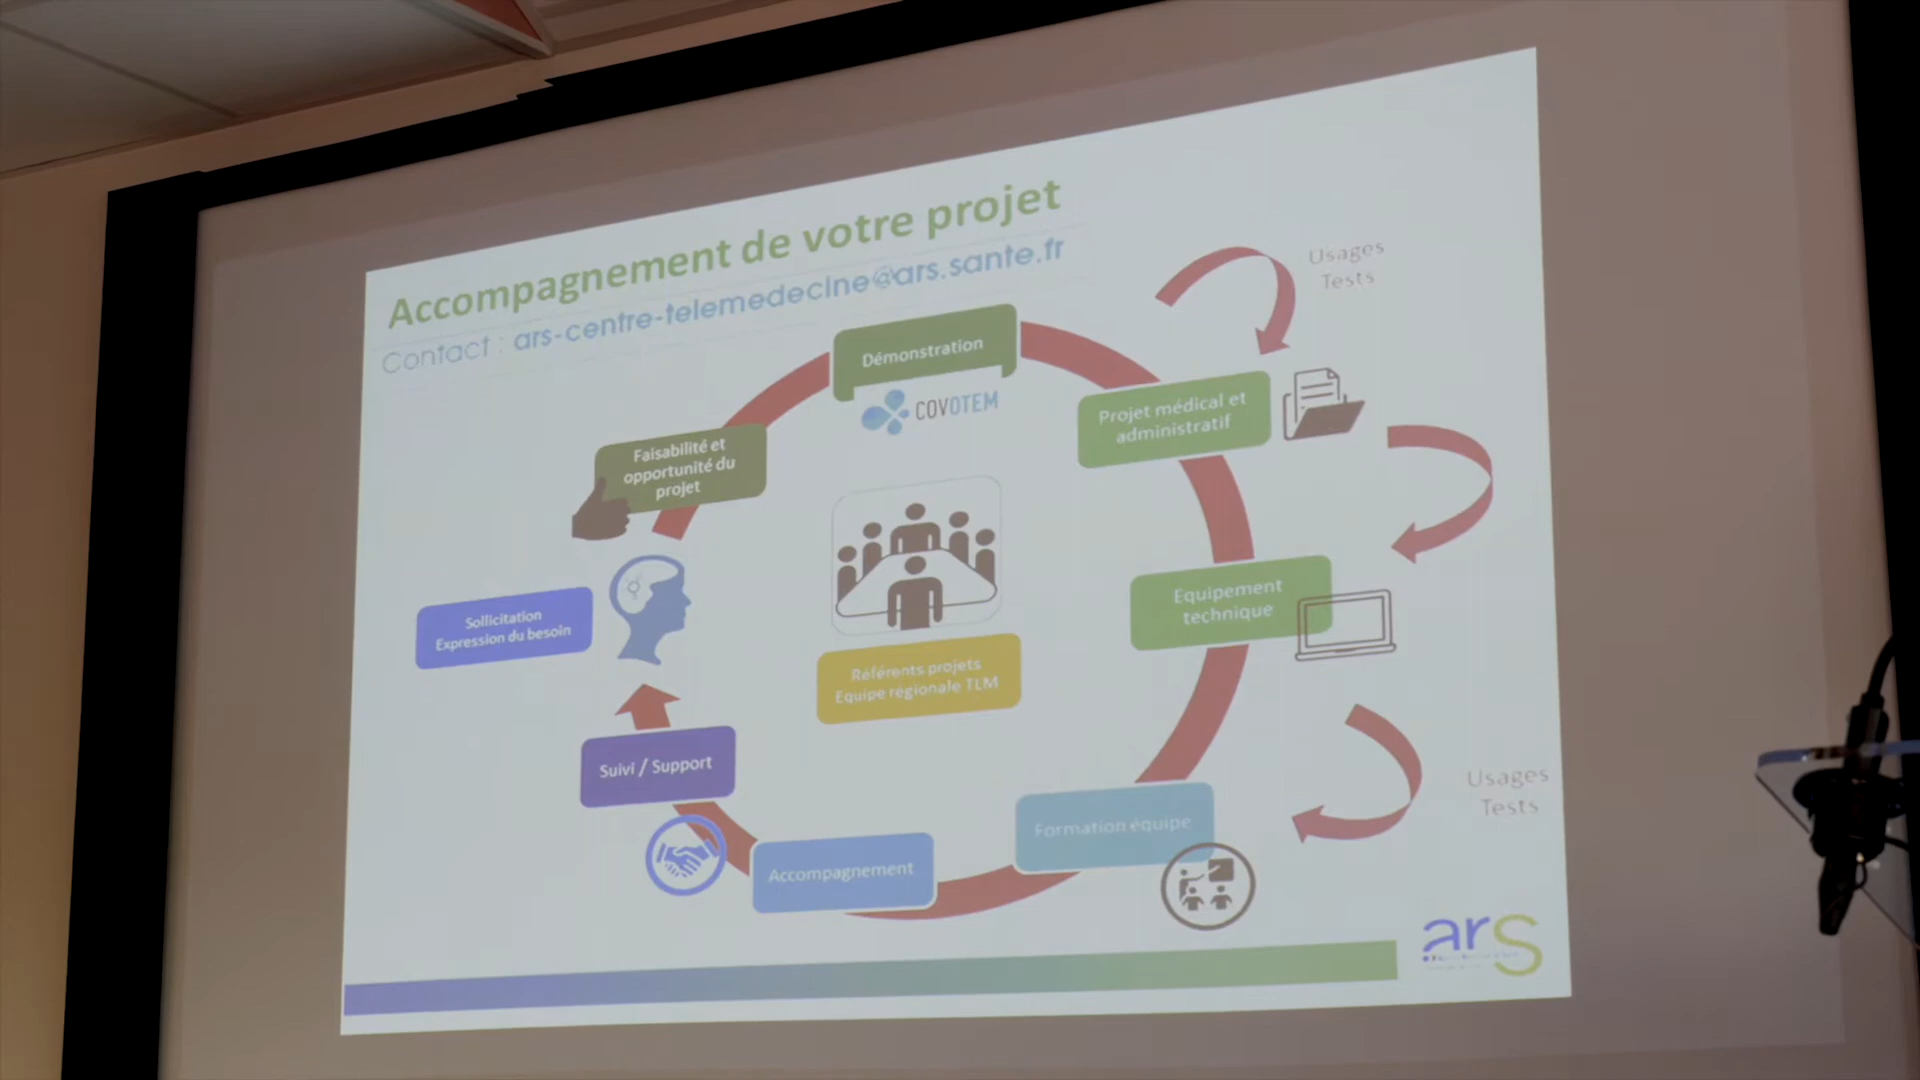 Accompagnement de votre projet
Contact : ars-centre-telemedecine@ars.sante.fr
Usages
Tests
Démonstration
COVOTEM
Projet médical et
administratif
Faisabilité et
opportunité du
projet
Equipement
technique
Sollicitation
Expression du besoin
Référents projets
Equipe régionale TLM
Suivi / Support
Usages
Tests
Formation équipe
Accompagnement
ars